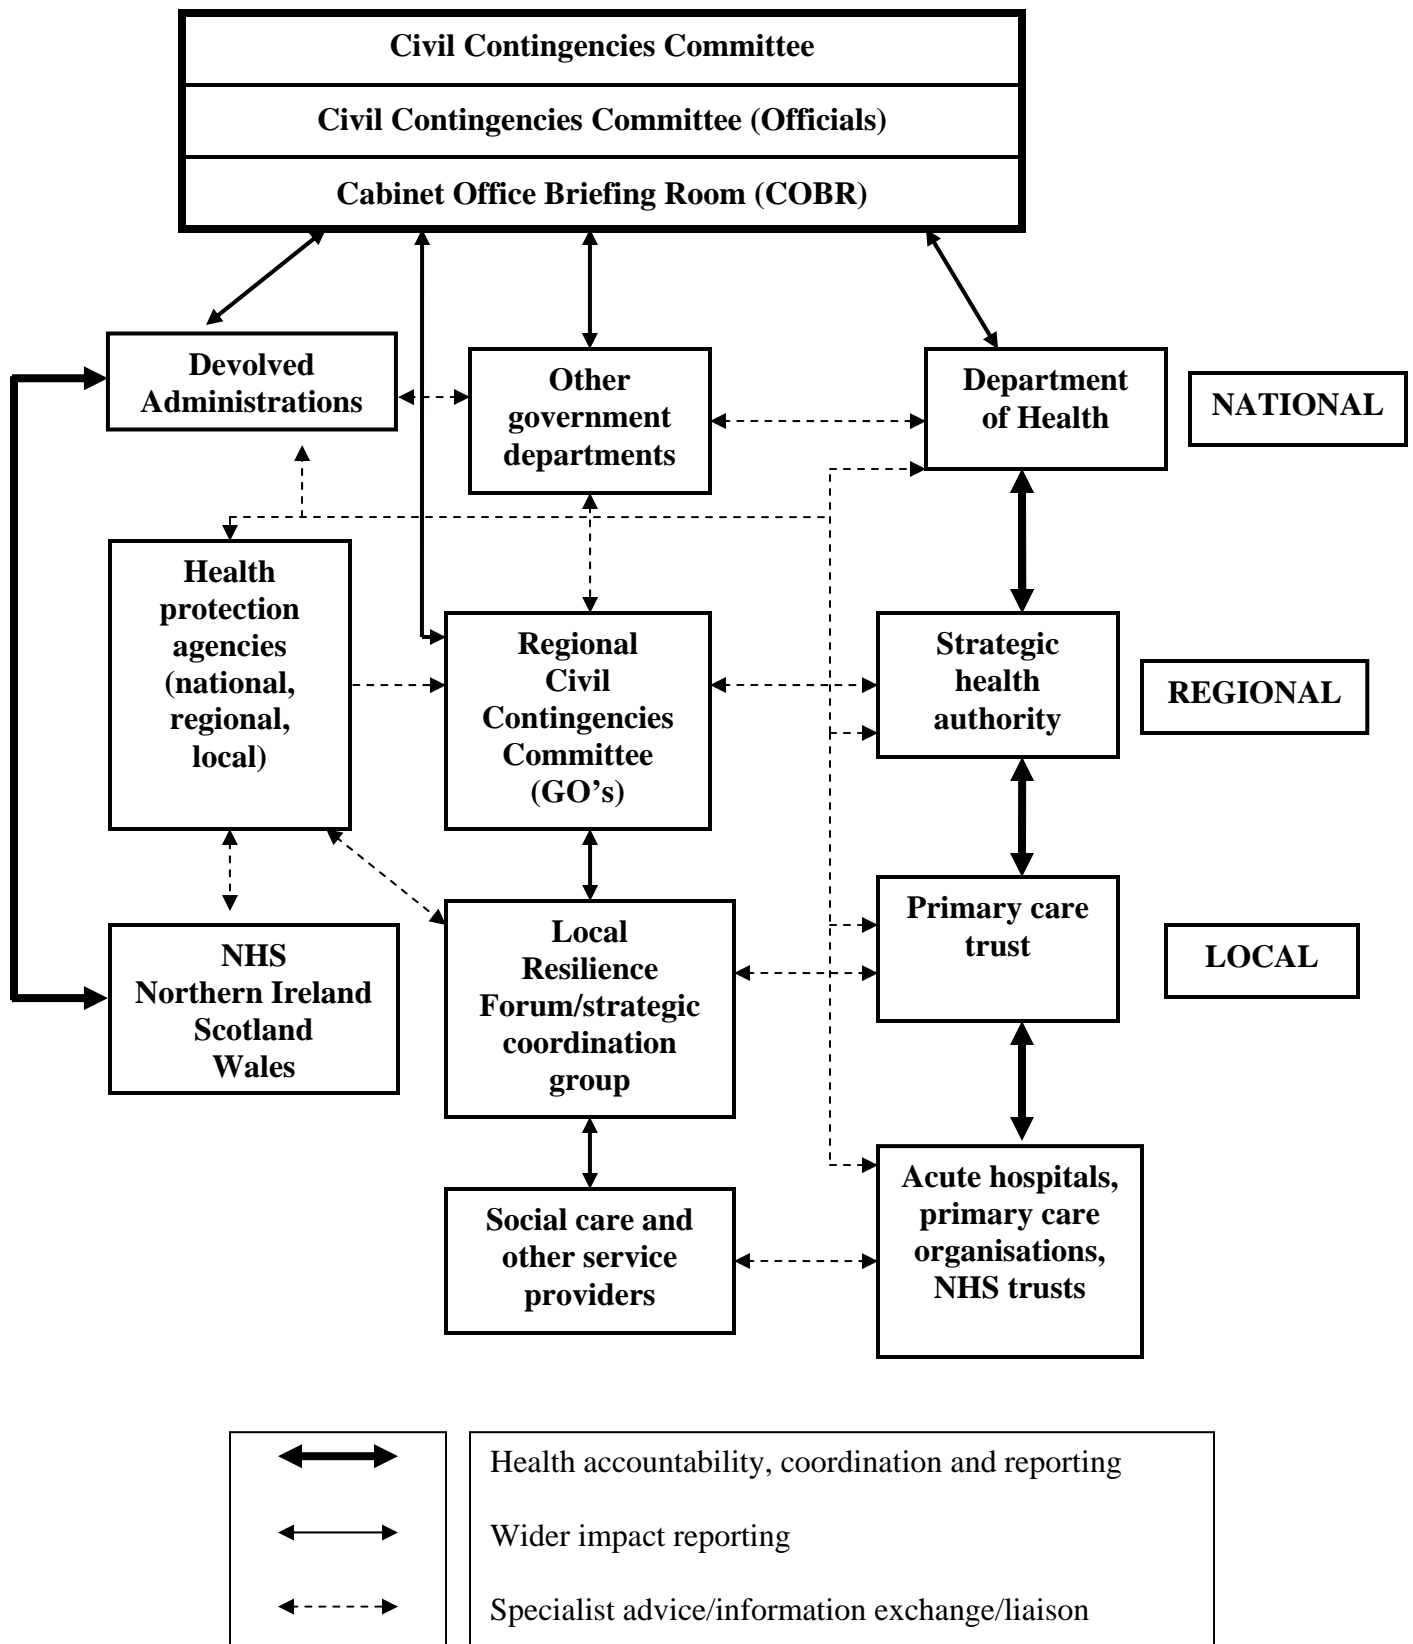 Civil Contingencies Committee
Civil Contingencies Committee (Officials)
Cabinet Office Briefing Room (COBR)
Devolved
Administrations
Other
government
departments
Department
of Health
NATIONAL
Health
protection
agencies
(national,
regional,
local)
Regional
Civil
Contingencies
Committee
(GO’s)
Strategic
health
authority
REGIONAL
NHS
Northern Ireland
Scotland
Wales
Local
Resilience
Forum/strategic
coordination
group
Primary care
trust
LOCAL
Social care and
other service
providers
Acute hospitals,
primary care
organisations,
NHS trusts
Health accountability, coordination and reporting
Wider impact reporting
Specialist advice/information exchange/liaison